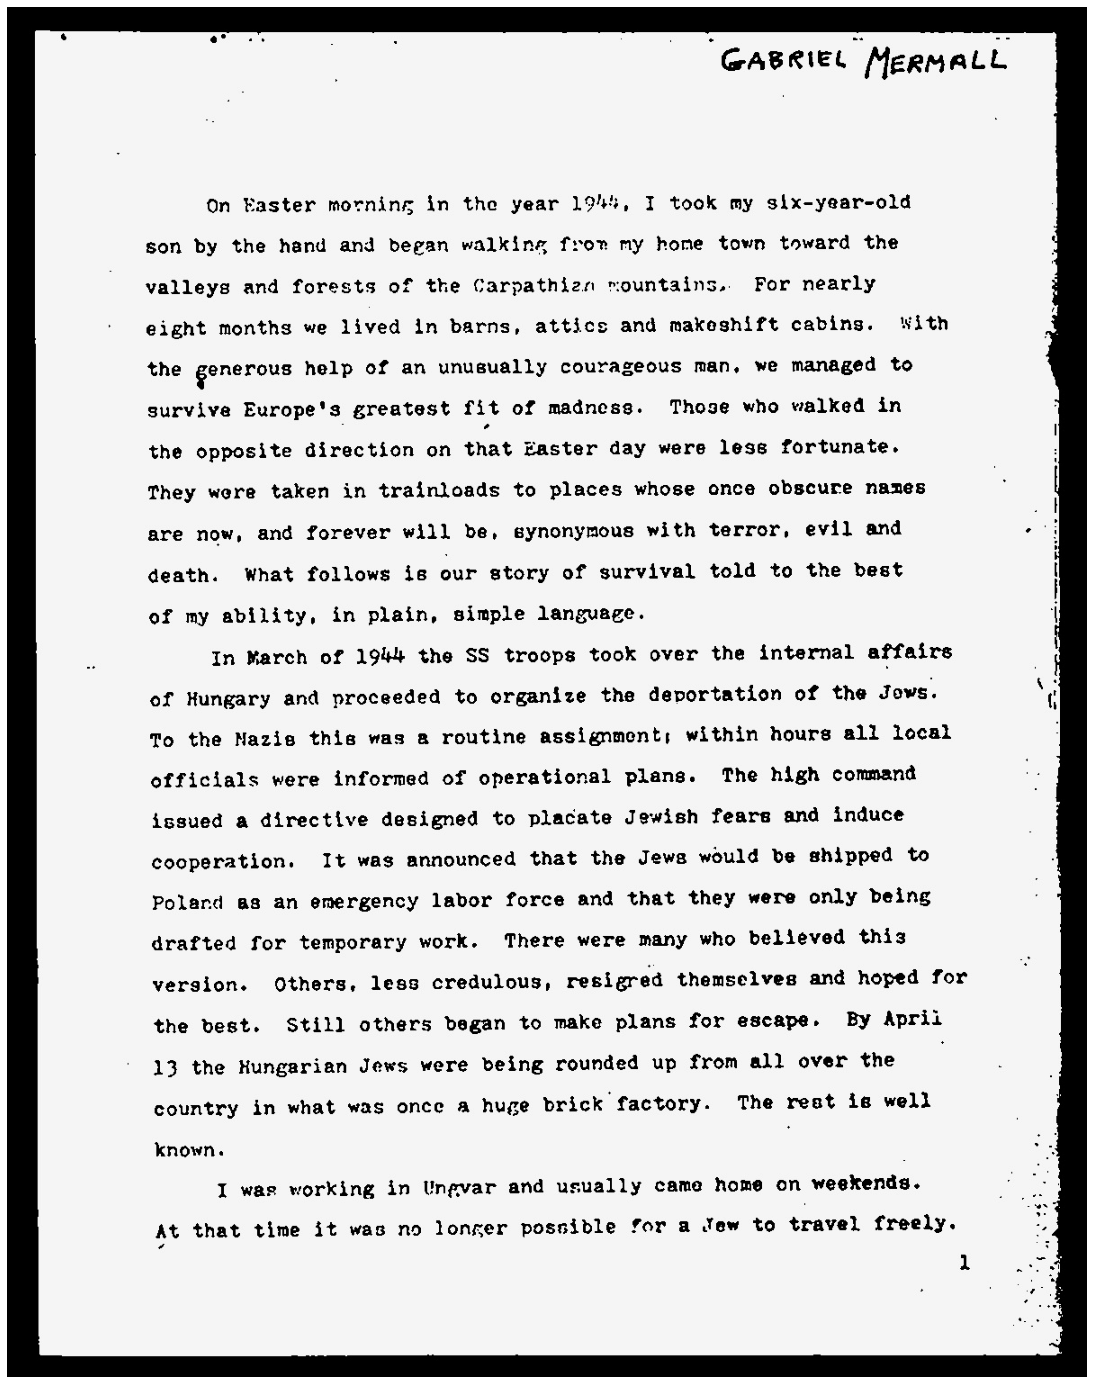 GABRIEL MERMALL
On Easter morning in the year 1944, I took my six-year-old
son by the hand and began walking from my home town toward the
valleys and forests of the Carpathian mountains. For nearly
eight months we lived in barns, attics and makeshift cabins. With
the generous help of an unusually courageous man, we managed to
survive Europe's greatest fit of madness. Those who walked in
the opposite direction on that Easter day were less fortunate.
They were taken in trainloads to places whose once obscure names
are now, and forever will be, synonymous with terror, evil and
death. What follows is our story of survival told to the best
of my ability, in plain, simple language.
In March of 1944 the SS troops took over the internal affairs
of Hungary and proceeded to organize the deportation of the Jews.
To the Nazis this was a routine assignment; within hours all local
officials were informed of operational plans. The high command
issued a directive designed to placate Jewish fears and induce
cooperation. It was announced that the Jews would be shipped to
Poland as an emergency labor force and that they were only being
drafted for temporary work. There were many who believed this
version. Others, less credulous, resigned themselves and hoped for
the best. Still others began to make plans for escape. By April
13 the Hungarian Jews were being rounded up from all over the
country in what was once a huge brick factory. The rest is well
known.
I was working in Ungvar and usually came home on weekends.
At that time it was no longer possible for a Jew to travel freely.
1